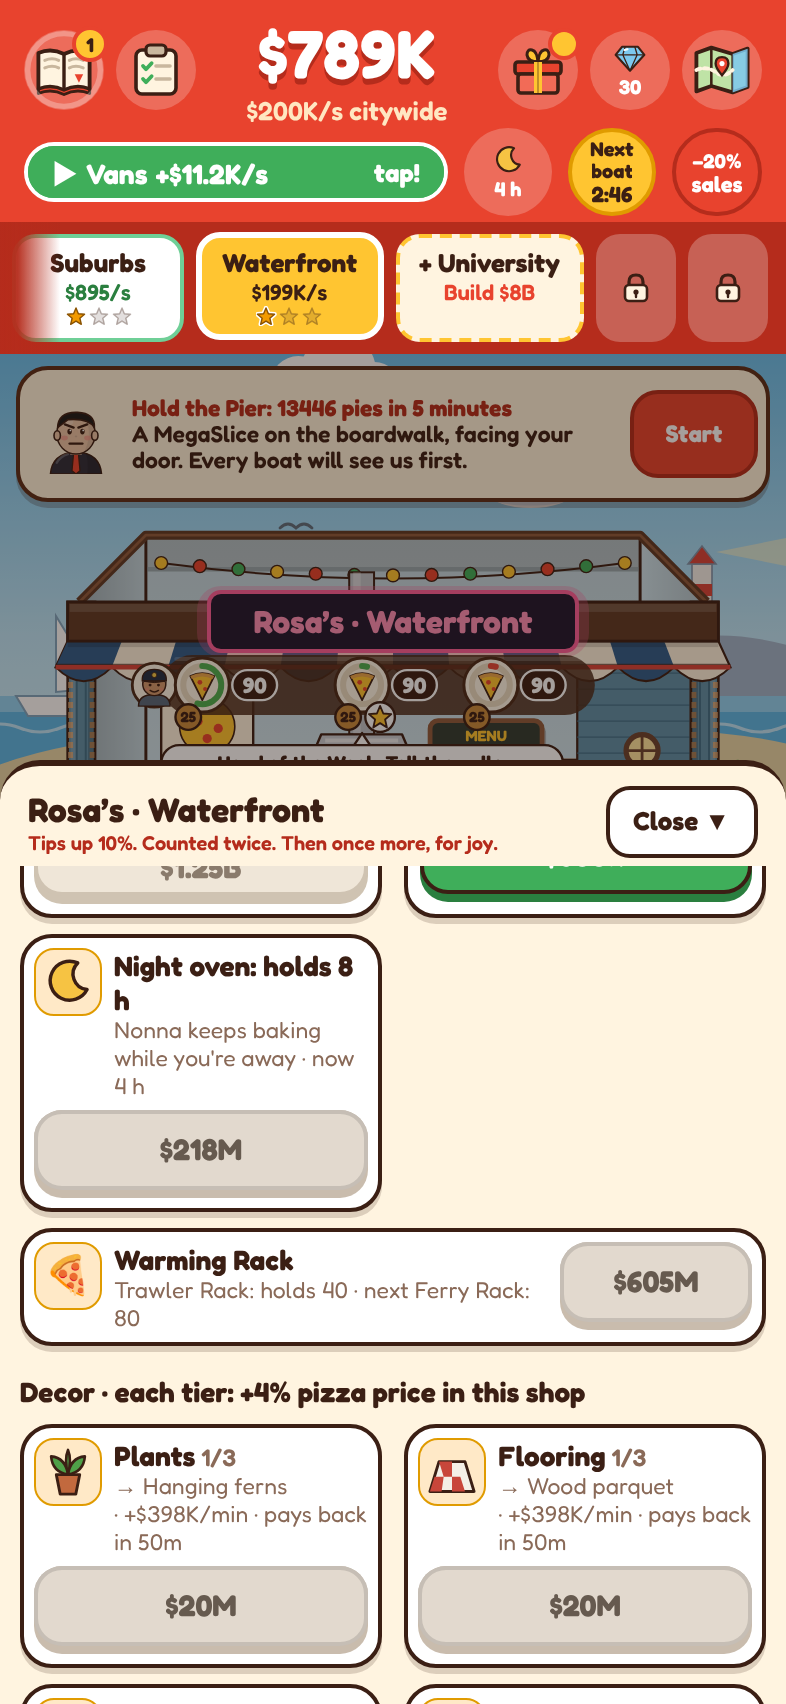 1
$789K
$200K/s citywide
30
▶ Vans +$11.2K/s
tap!
4 h
Next
boat
2:46
-20%
sales
Suburbs
$895/s
Waterfront
$199K/s
+ University
Build $8B
Hold the Pier: 13446 pies in 5 minutes
A MegaSlice on the boardwalk, facing your
door. Every boat will see us first.
Start
Rosa's · Waterfront
90
90
90
25
25
25
MENU
Rosa's · Waterfront
Tips up 10%. Counted twice. Then once more, for joy.
Close ▼
$1.25B
Night oven: holds 8
h
Nonna keeps baking
while you're away · now
4 h
$218M
Warming Rack
Trawler Rack: holds 40 · next Ferry Rack:
80
$605M
Decor · each tier: +4% pizza price in this shop
Plants 1/3
→ Hanging ferns
· +$398K/min · pays back
in 50m
$20M
Flooring 1/3
→ Wood parquet
· +$398K/min · pays back
in 50m
$20M